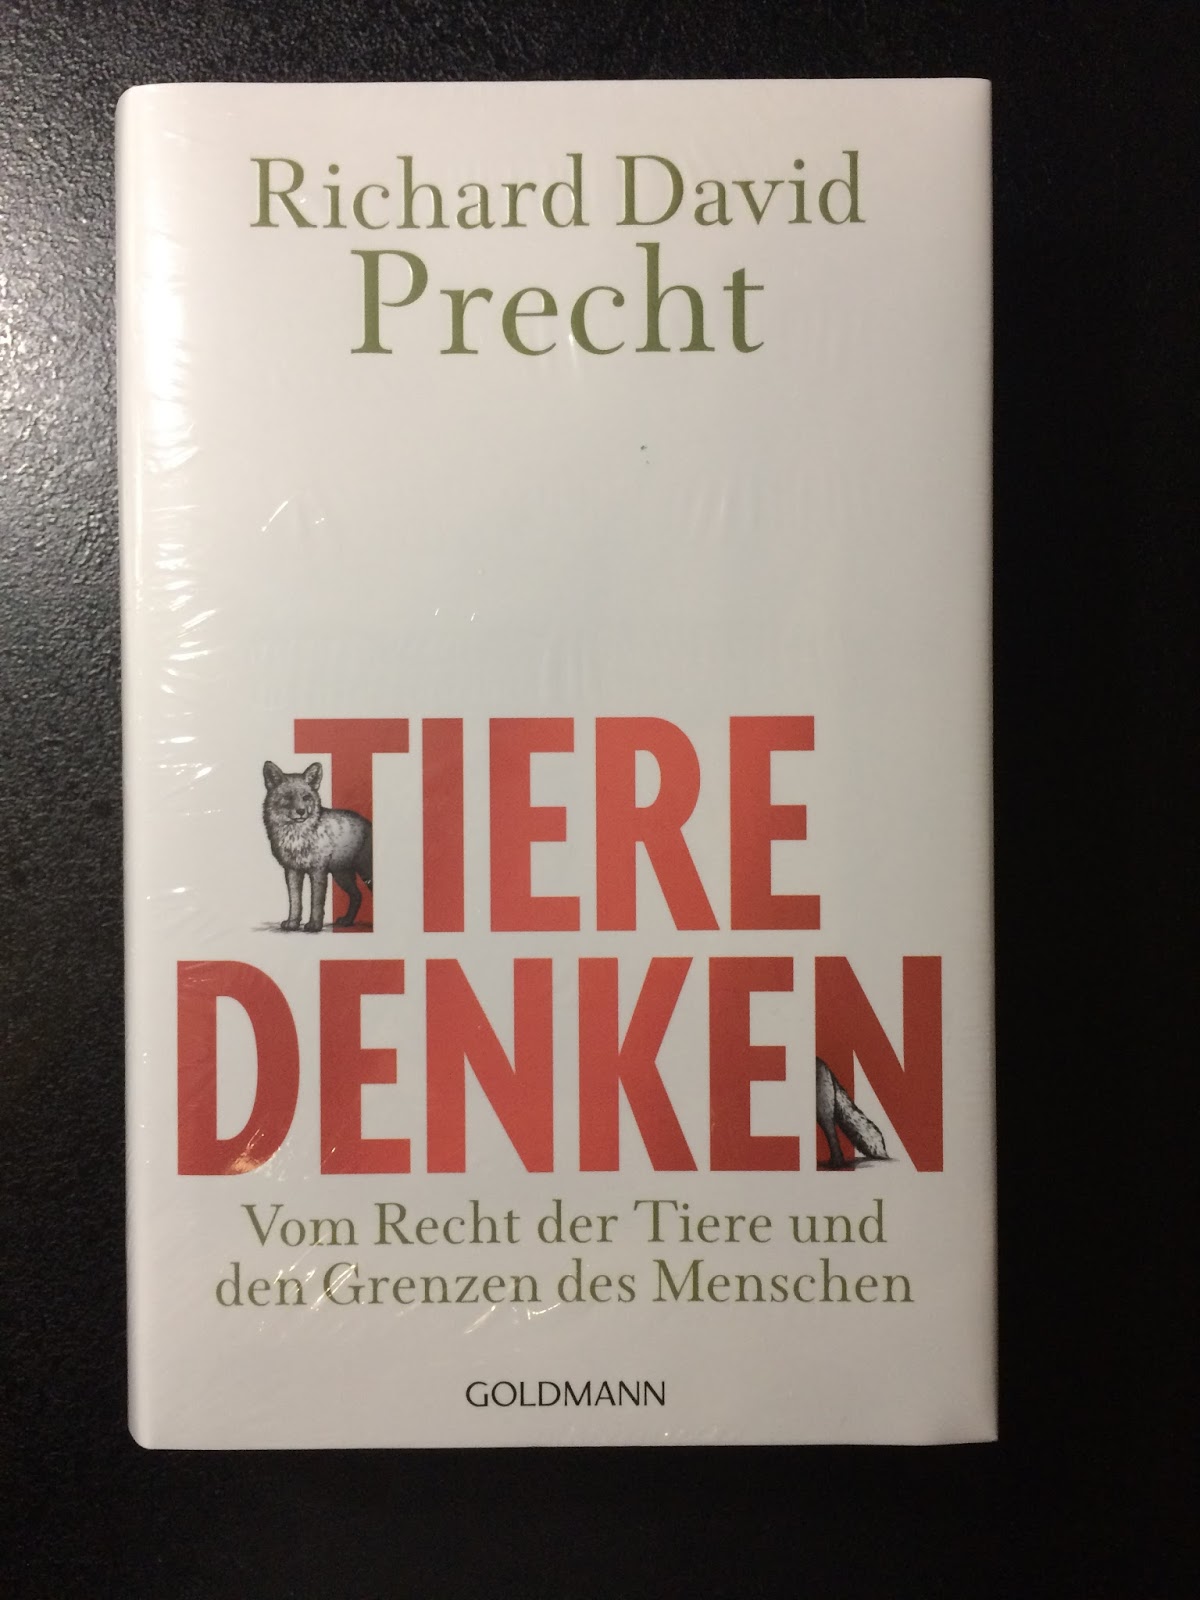 Richard David
Precht
TIERE
DENKEN
Vom Recht der Tiere und
den Grenzen des Menschen
GOLDMANN